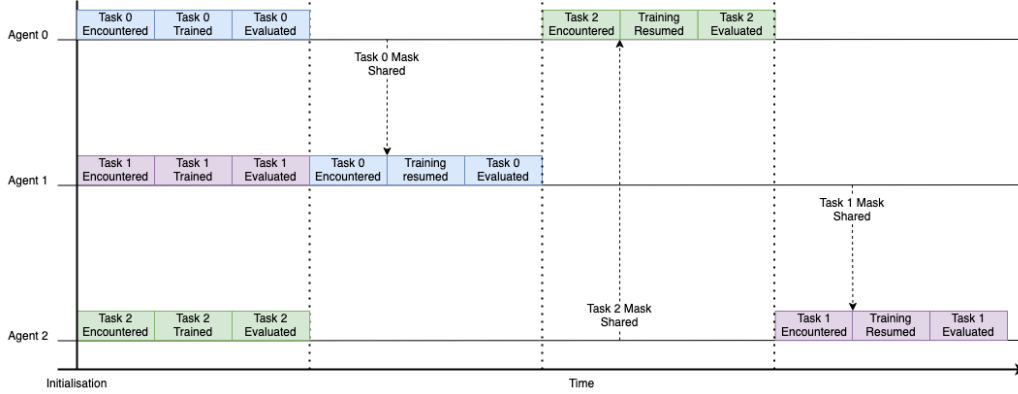 Agent 0
Task 0
Encountered
Task 0
Trained
Task 0
Evaluated
Task 2
Encountered
Training
Resumed
Task 2
Evaluated
Task 0 Mask
Shared
Agent 1
Task 1
Encountered
Task 1
Trained
Task 1
Evaluated
Task 0
Encountered
Training
resumed
Task 0
Evaluated
Task 1 Mask
Shared
Task 2 Mask
Shared
Agent 2
Task 2
Encountered
Task 2
Trained
Task 2
Evaluated
Task 1
Encountered
Training
Resumed
Task 1
Evaluated
Initialisation
Time